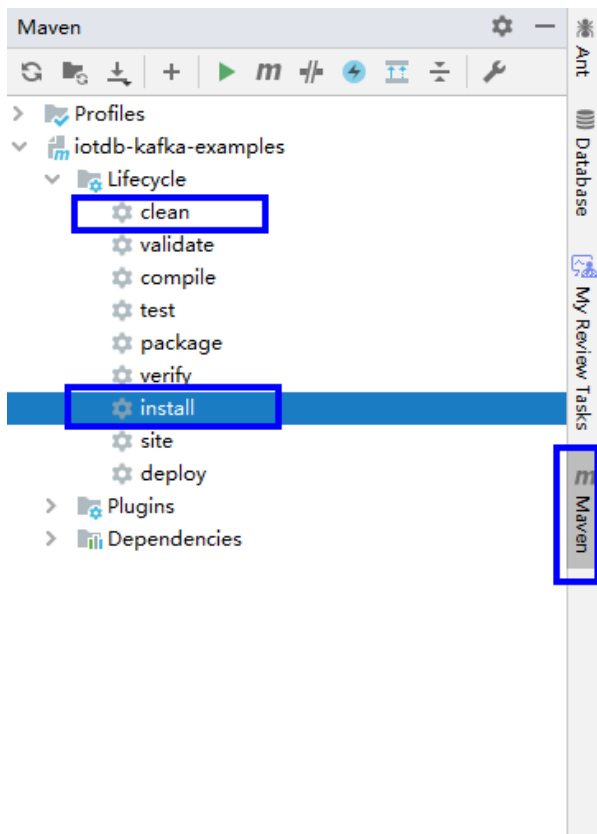 Maven
Profiles
iotdb-kafka-examples
Lifecycle
clean
validate
compile
test
package
verify
install
site
deploy
Plugins
Dependencies
Ant
Database
My Review Tasks
Maven